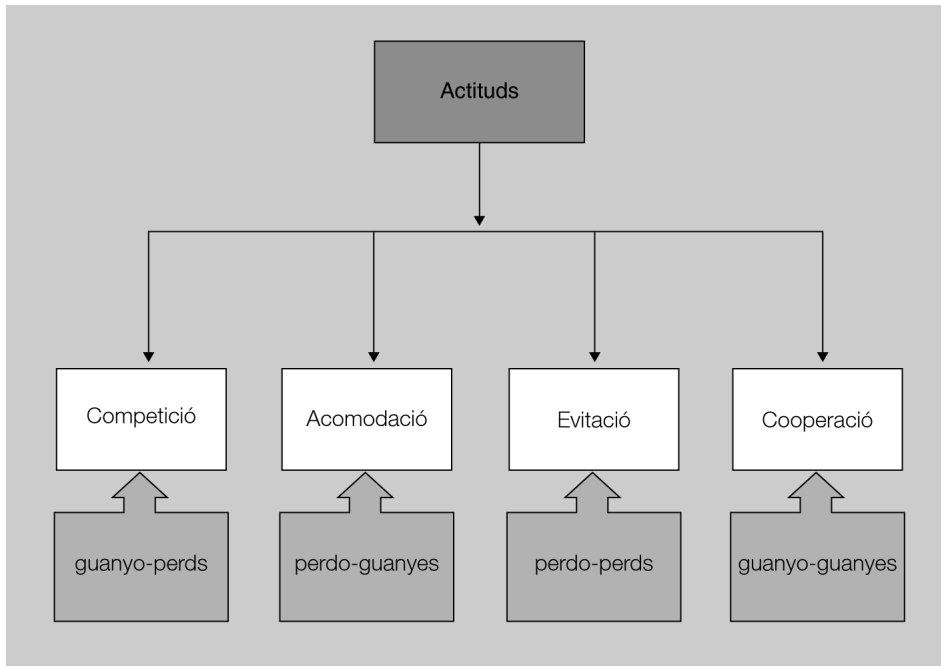 Actituds
Competició
Acomodació
Evitació
Cooperació
guanyo-perds
perdo-guanyes
perdo-perds
guanyo-guanyes